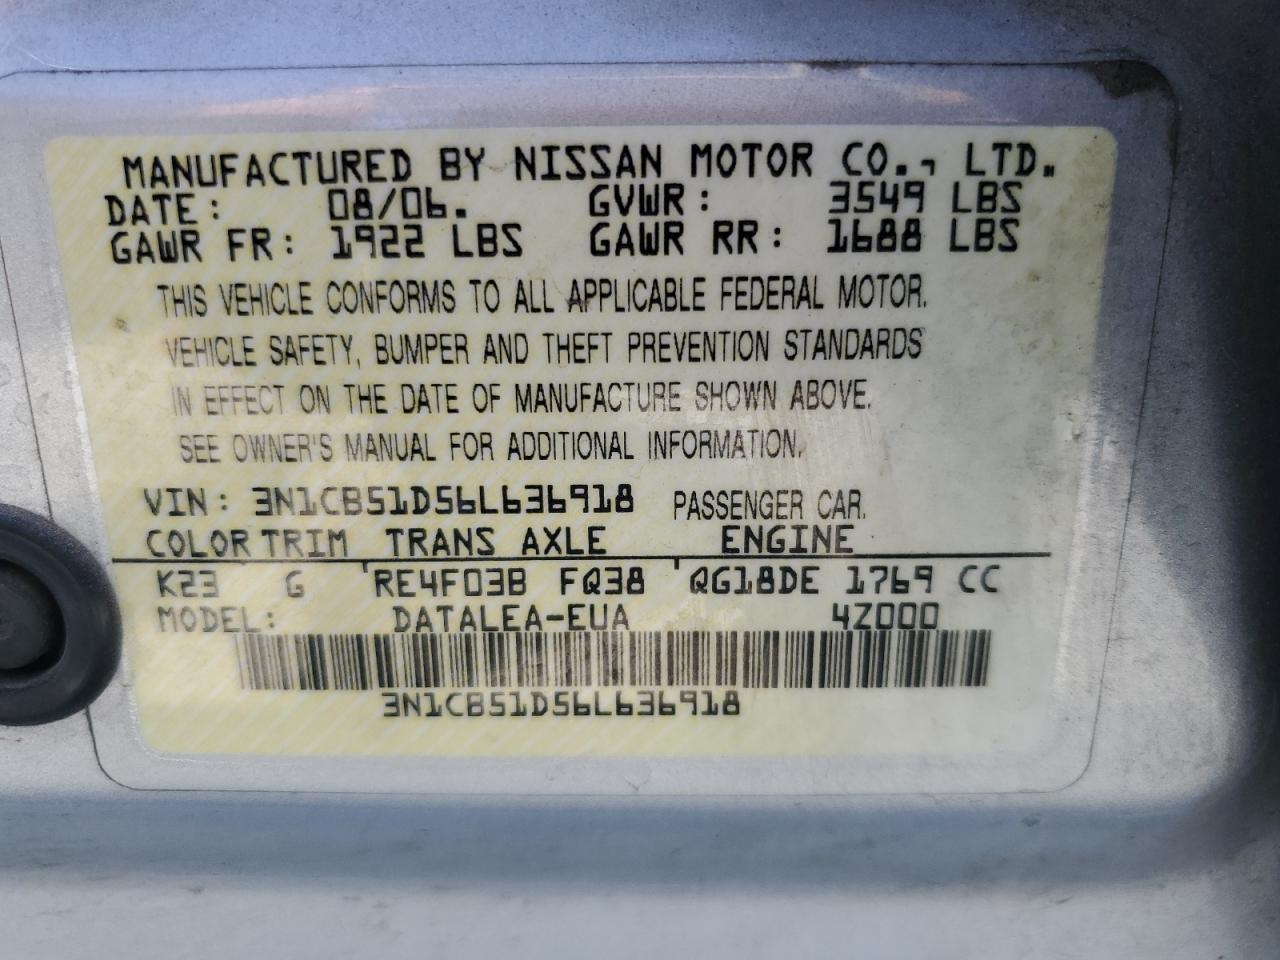 MANUFACTURED BY NISSAN MOTOR CO., LTD.
DATE: 08/06. GVWR: 3549 LBS
GAWR FR: 1922 LBS GAWR RR: 1688 LBS
THIS VEHICLE CONFORMS TO ALL APPLICABLE FEDERAL MOTOR.
VEHICLE SAFETY, BUMPER AND THEFT PREVENTION STANDARDS
IN EFFECT ON THE DATE OF MANUFACTURE SHOWN ABOVE.
SEE OWNER'S MANUAL FOR ADDITIONAL INFORMATION.
VIN: 3N1CB51D56L636918 PASSENGER CAR.
COLOR TRIM TRANS AXLE ENGINE
K23 G RE4F03B FQ38 QG18DE 1769 CC
MODEL: DATALEA-EUA 4Z000
3N1CB51D56L636918